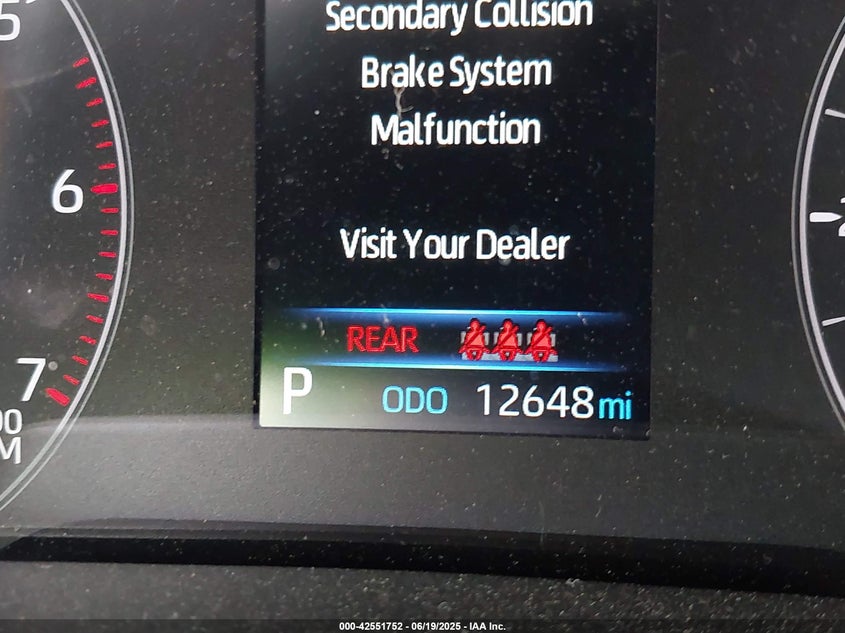 Secondary Collision
Brake System
Malfunction
6
Visit Your Dealer
REAR
7
P ODO 12648 mi
000-42551752 - 06/19/2025 - IAA Inc.